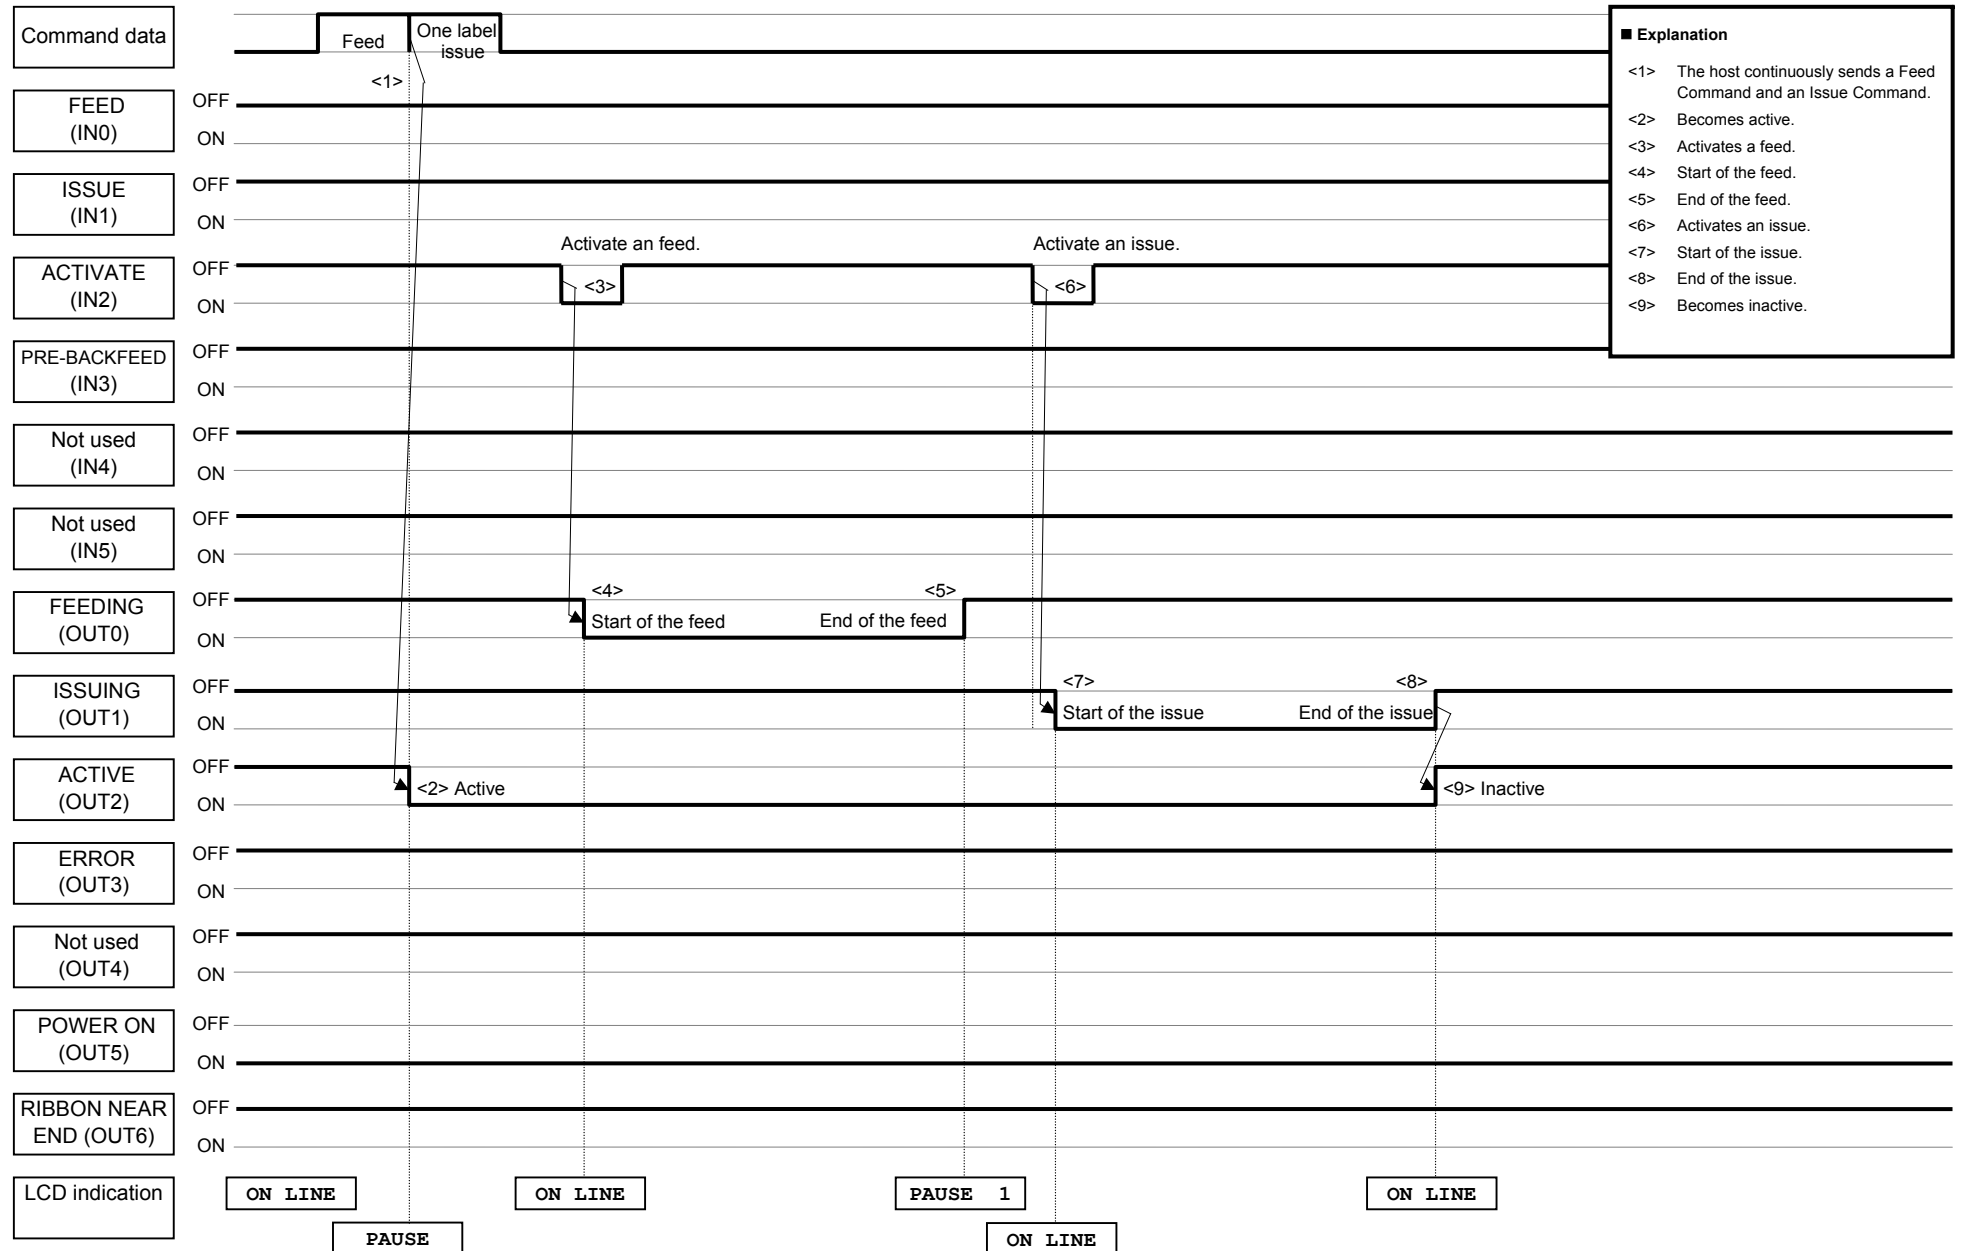 Command data
Feed
One label
issue
<1>
FEED
(IN0)
OFF
ON
ISSUE
(IN1)
OFF
ON
Activate an feed.
Activate an issue.
ACTIVATE
(IN2)
OFF
ON
<3>
<6>
PRE-BACKFEED
(IN3)
OFF
ON
Not used
(IN4)
OFF
ON
Not used
(IN5)
OFF
ON
FEEDING
(OUT0)
OFF
ON
<4>
<5>
Start of the feed
End of the feed
ISSUING
(OUT1)
OFF
ON
<7>
<8>
Start of the issue
End of the issue
ACTIVE
(OUT2)
OFF
ON
<2> Active
<9> Inactive
ERROR
(OUT3)
OFF
ON
Not used
(OUT4)
OFF
ON
POWER ON
(OUT5)
OFF
ON
RIBBON NEAR
END (OUT6)
OFF
ON
LCD indication
ON LINE
ON LINE
PAUSE 1
ON LINE
PAUSE
ON LINE
■ Explanation
<1> The host continuously sends a Feed
Command and an Issue Command.
<2> Becomes active.
<3> Activates a feed.
<4> Start of the feed.
<5> End of the feed.
<6> Activates an issue.
<7> Start of the issue.
<8> End of the issue.
<9> Becomes inactive.